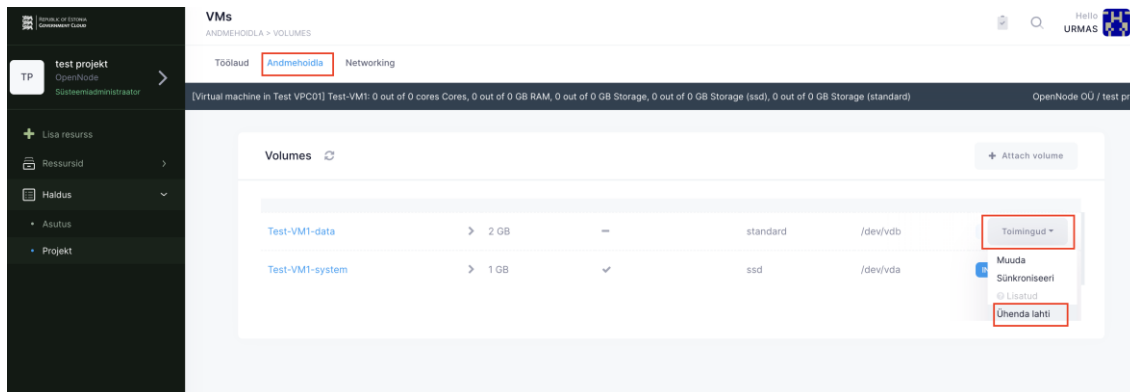 REPUBLIC OF ESTONIA
GOVERNMENT CLOUD
TP
test projekt
OpenNode
Süsteemiadministraator
Lisa resurss
Ressursid
Haldus
Asutus
Projekt
VMs
ANDMEHOIDLA > VOLUMES
Hello
URMAS
Töölaud Andmehoidla Networking
[Virtual machine in Test VPC01] Test-VM1: 0 out of 0 cores Cores, 0 out of 0 GB RAM, 0 out of 0 GB Storage, 0 out of 0 GB Storage (ssd), 0 out of 0 GB Storage (standard) OpenNode OÜ / test pr
Volumes + Attach volume
Test-VM1-data 2 GB standard /dev/vdb Toimingud
Test-VM1-system 1 GB ssd /dev/vda
Muuda
Sünkroniseeri
Lisatud
Ühenda lahti